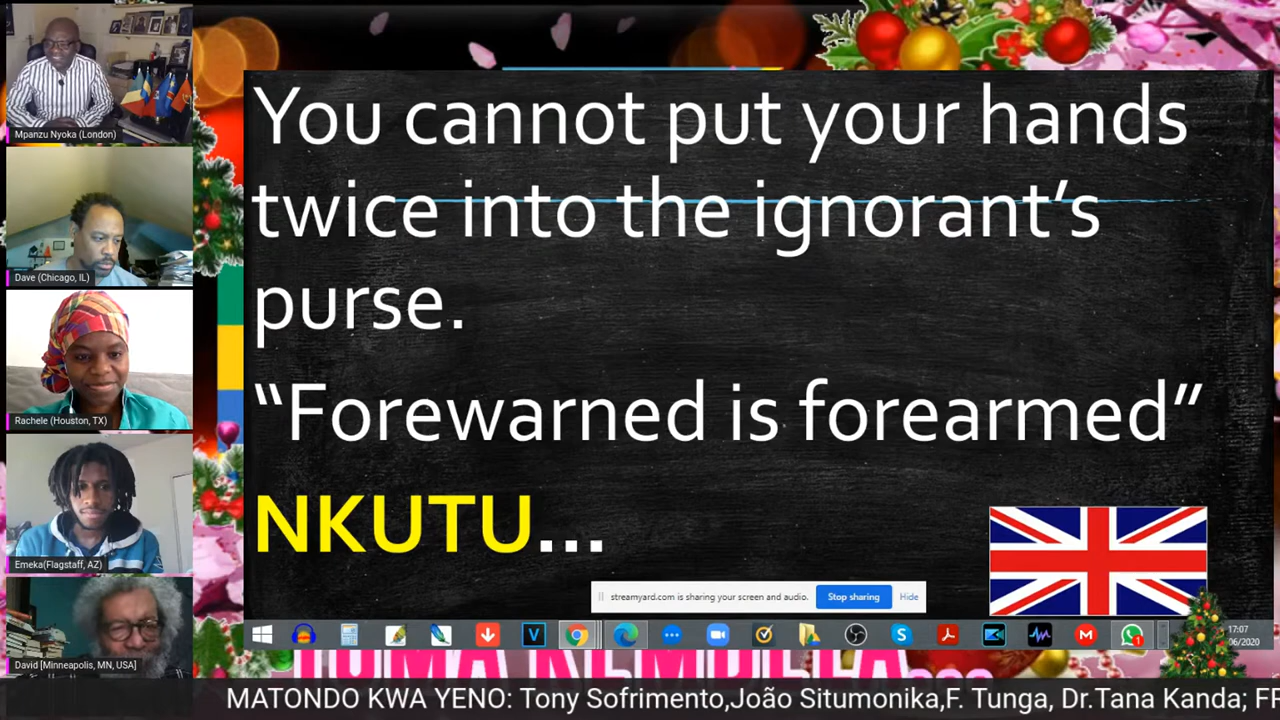 You cannot put your hands
twice into the ignorant’s
purse.
“Forewarned is forearmed”
NKUTU...
Mpanzu Nyoka (London)
Dave (Chicago, IL)
Rachele (Houston, TX)
Emeka(Flagstaff, AZ)
David [Minneapolis, MN, USA]
streamyard.com is sharing your screen and audio.
Stop sharing
Hide
17:07
06/2020
MATONDO KWA YENO: Tony Sofrimento,João Situmonika,F. Tunga, Dr.Tana Kanda;